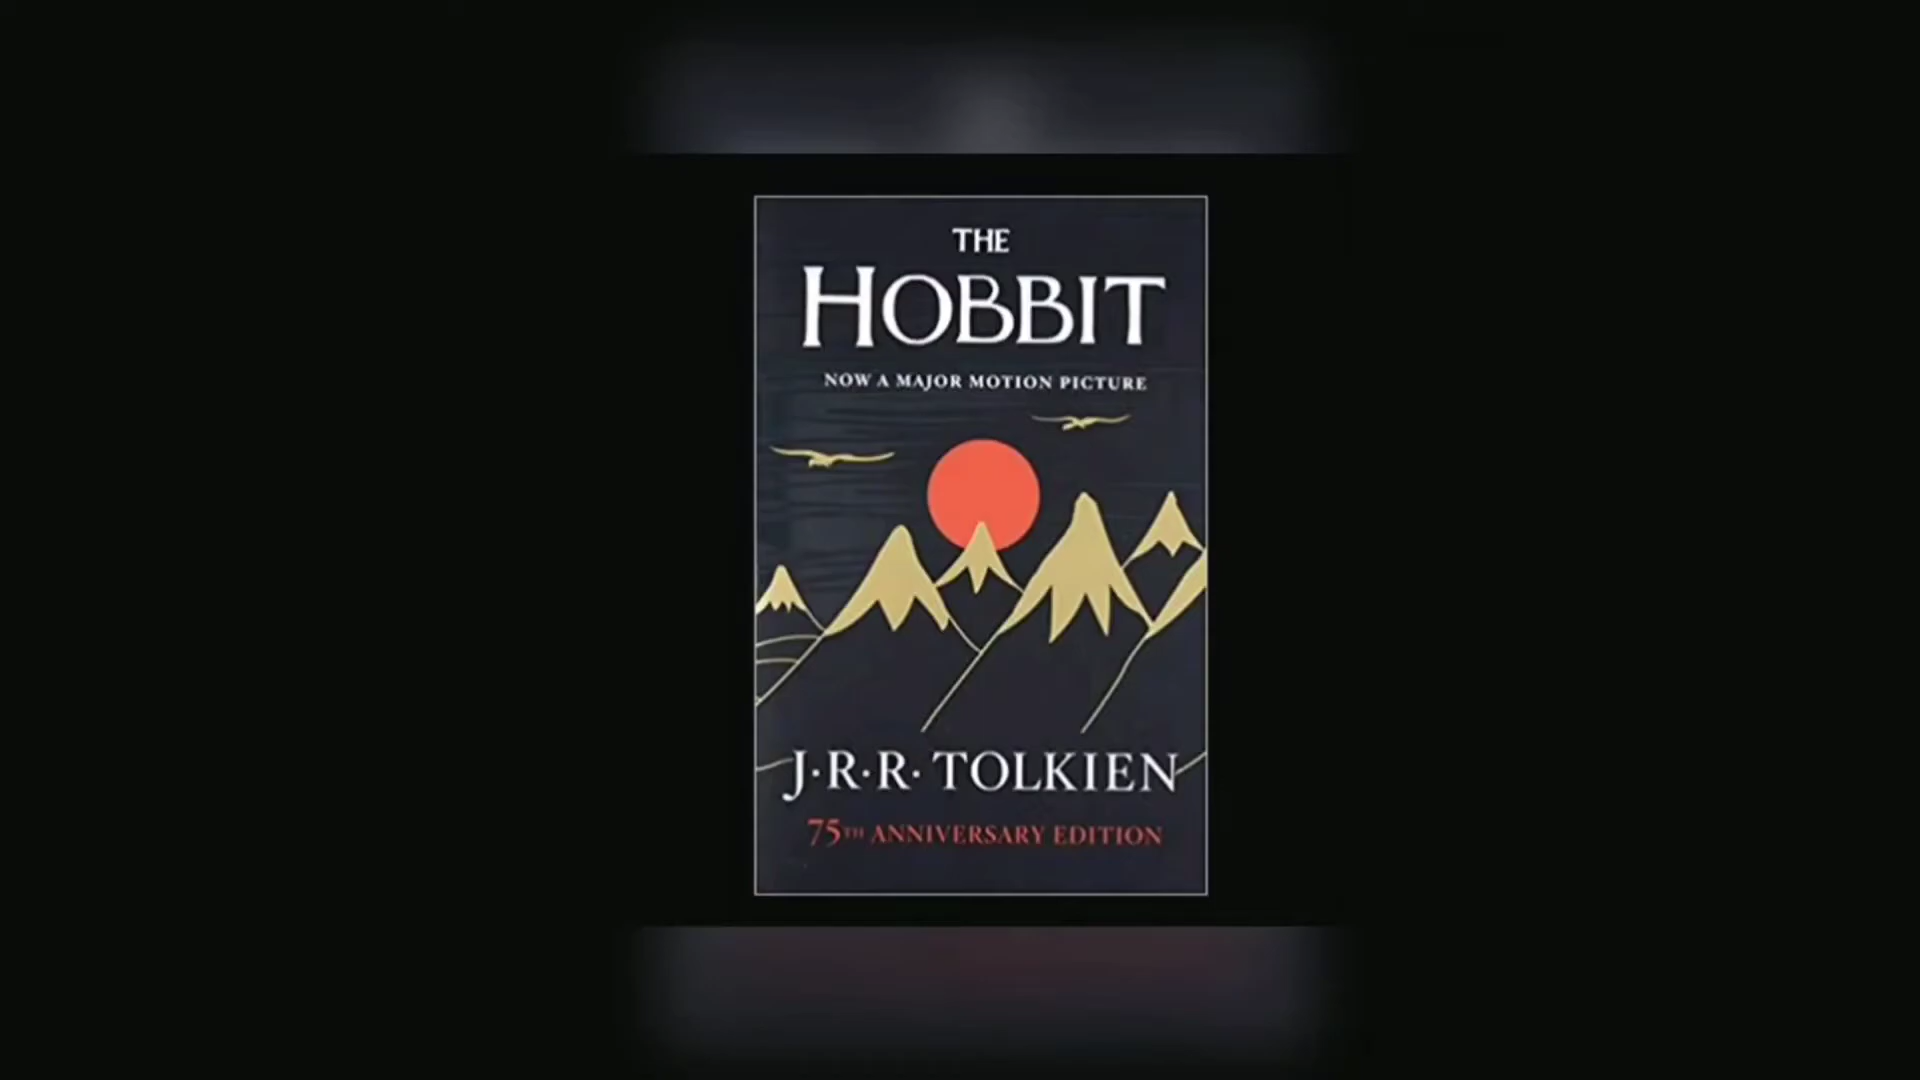 THE
HOBBIT
NOW A MAJOR MOTION PICTURE
J·R·R· TOLKIEN
75TH ANNIVERSARY EDITION